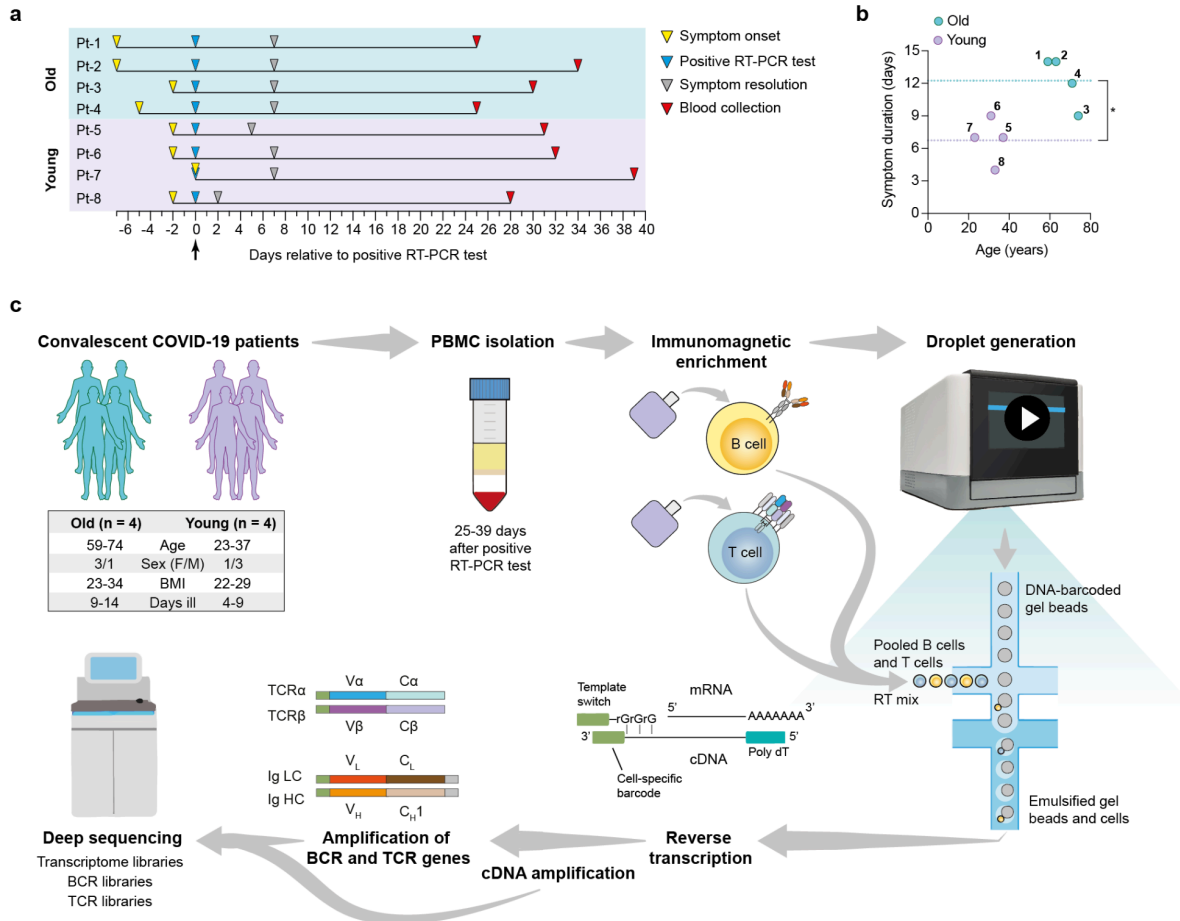 a
Old
Young
Pt-1
Pt-2
Pt-3
Pt-4
Pt-5
Pt-6
Pt-7
Pt-8
-6 -4 -2 0 2 4 6 8 10 12 14 16 18 20 22 24 26 28 30 32 34 36 38 40
Days relative to positive RT-PCR test
Symptom onset
Positive RT-PCR test
Symptom resolution
Blood collection
b
Old
Young
Symptom duration (days)
15
12
9
6
3
0
1 2
4
3
6
7 5
8
*
0 20 40 60 80
Age (years)
c
Convalescent COVID-19 patients
PBMC isolation
Immunomagnetic
enrichment
Droplet generation
Old (n = 4) Young (n = 4)
59-74 Age 23-37
3/1 Sex (F/M) 1/3
23-34 BMI 22-29
9-14 Days ill 4-9
25-39 days
after positive
RT-PCR test
B cell
T cell
DNA-barcoded
gel beads
Pooled B cells
and T cells
RT mix
Emulsified gel
beads and cells
Template
switch
rGrGrG
5'
mRNA
AAAAAAA
3'
3'
cDNA
Poly dT
5'
Cell-specific
barcode
Reverse
transcription
cDNA amplification
TCRα
Vα Cα
TCRβ
Vβ Cβ
Ig LC
VL CL
Ig HC
VH CH1
Amplification of
BCR and TCR genes
Deep sequencing
Transcriptome libraries
BCR libraries
TCR libraries